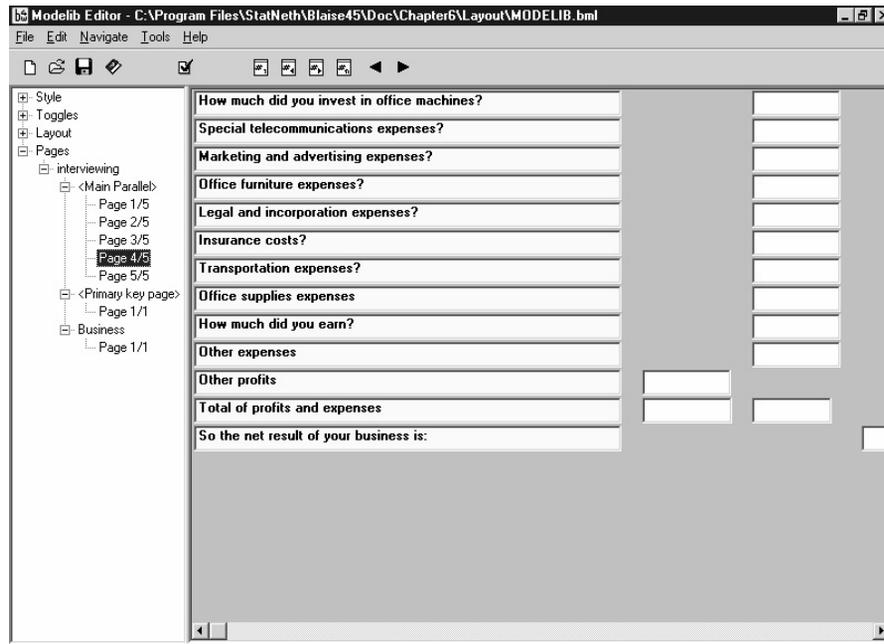 Modelib Editor - C:\Program Files\StatNeth\Blaise45\Doc\Chapter6\Layout\MODELIB.bml
File Edit Navigate Tools Help
Style
Toggles
Layout
Pages
interviewing
<Main Parallel>
Page 1/5
Page 2/5
Page 3/5
Page 4/5
Page 5/5
<Primary key page>
Page 1/1
Business
Page 1/1
How much did you invest in office machines?
Special telecommunications expenses?
Marketing and advertising expenses?
Office furniture expenses?
Legal and incorporation expenses?
Insurance costs?
Transportation expenses?
Office supplies expenses
How much did you earn?
Other expenses
Other profits
Total of profits and expenses
So the net result of your business is: